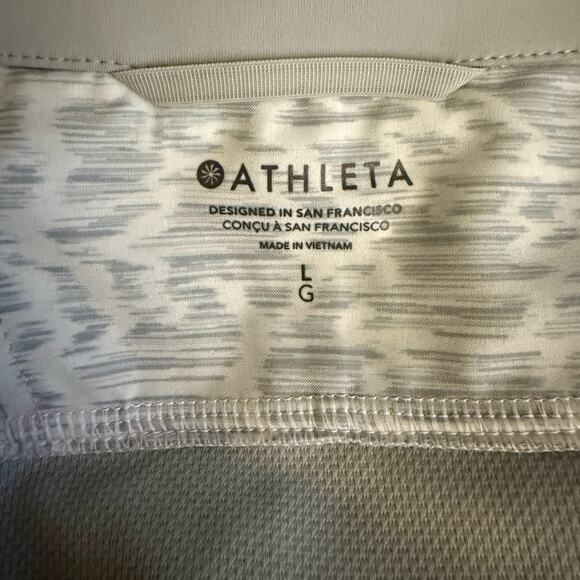 ATHLETA
DESIGNED IN SAN FRANCISCO
CONÇU À SAN FRANCISCO
MADE IN VIETNAM
L
G